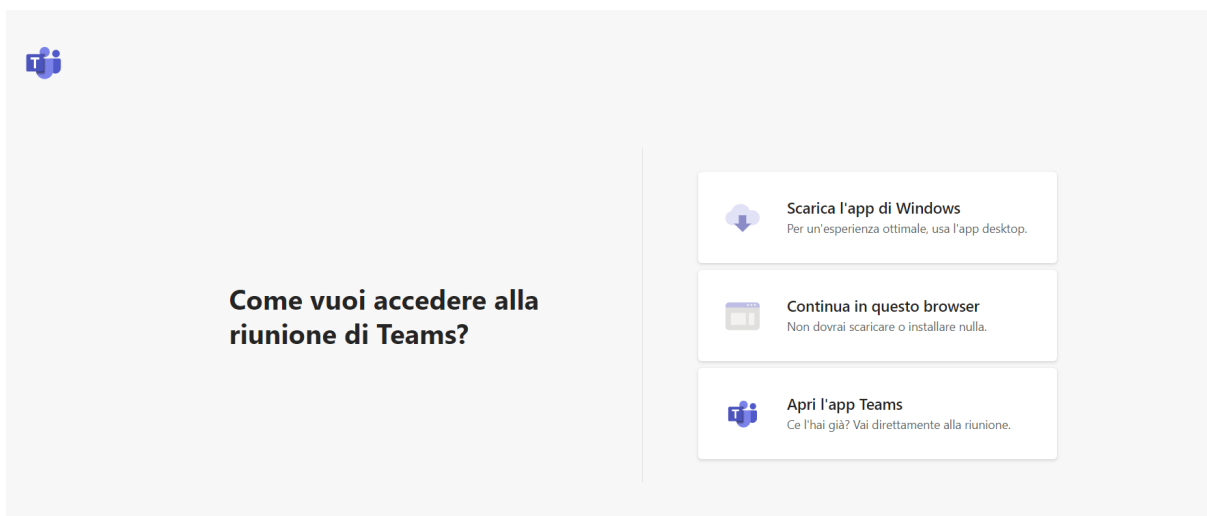 T
Come vuoi accedere alla
riunione di Teams?
Scarica l'app di Windows
Per un'esperienza ottimale, usa l'app desktop.
Continua in questo browser
Non dovrai scaricare o installare nulla.
T
Apri l'app Teams
Ce l'hai già? Vai direttamente alla riunione.